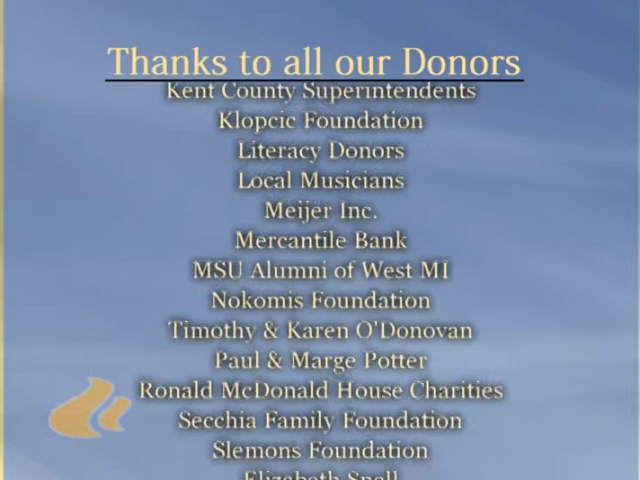 Thanks to all our Donors
Kent County Superintendents
Klopcic Foundation
Literacy Donors
Local Musicians
Meijer Inc.
Mercantile Bank
MSU Alumni of West MI
Nokomis Foundation
Timothy & Karen O'Donovan
Paul & Marge Potter
Ronald McDonald House Charities
Secchia Family Foundation
Slemons Foundation
Elizabeth